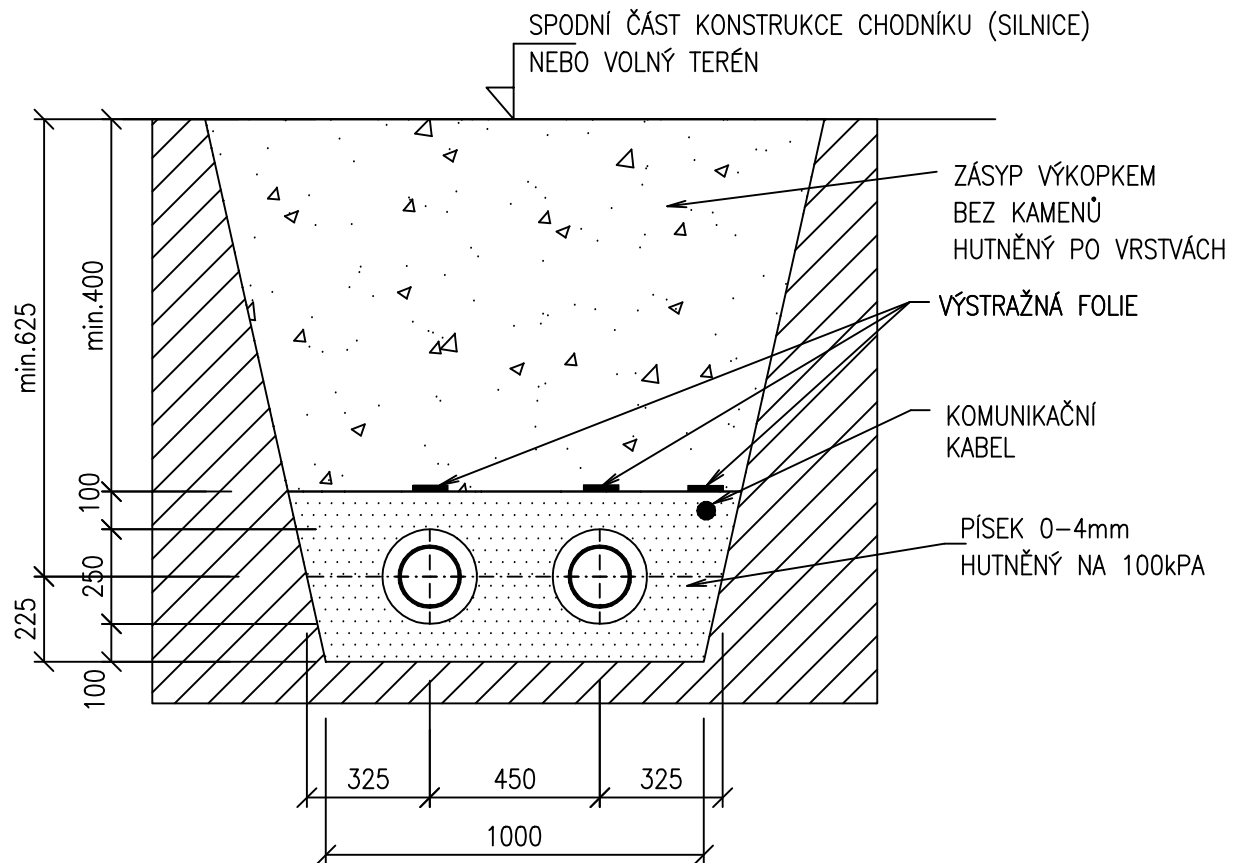 SPODNÍ ČÁST KONSTRUKCE CHODNÍKU (SILNICE)
NEBO VOLNÝ TERÉN
ZÁSYP VÝKOPKEM
BEZ KAMENŮ
HUTNĚNÝ PO VRSTVÁCH
VÝSTRAŽNÁ FOLIE
KOMUNIKAČNÍ
KABEL
PÍSEK 0-4mm
HUTNĚNÝ NA 100kPA
min.625
min.400
100
250
225
100
325
450
325
1000